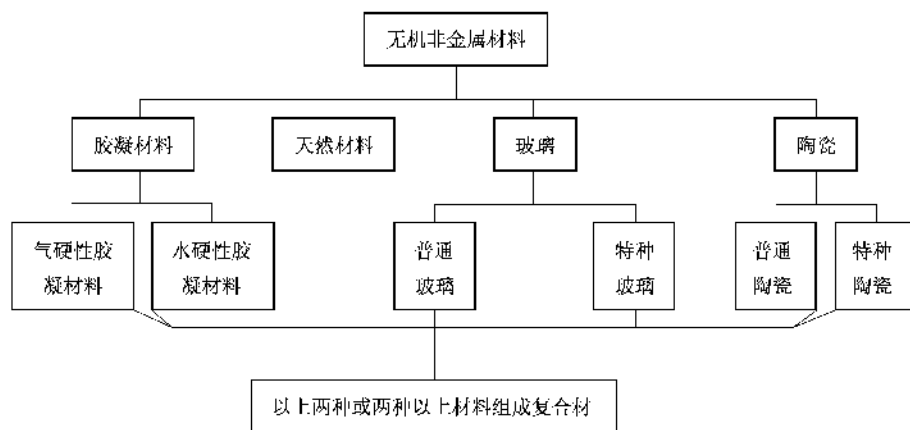 无机非金属材料
胶凝材料
天然材料
玻璃
陶瓷
气硬性胶
凝材料
水硬性胶
凝材料
普通
玻璃
特种
玻璃
普通
陶瓷
特种
陶瓷
以上两种或两种以上材料组成复合材